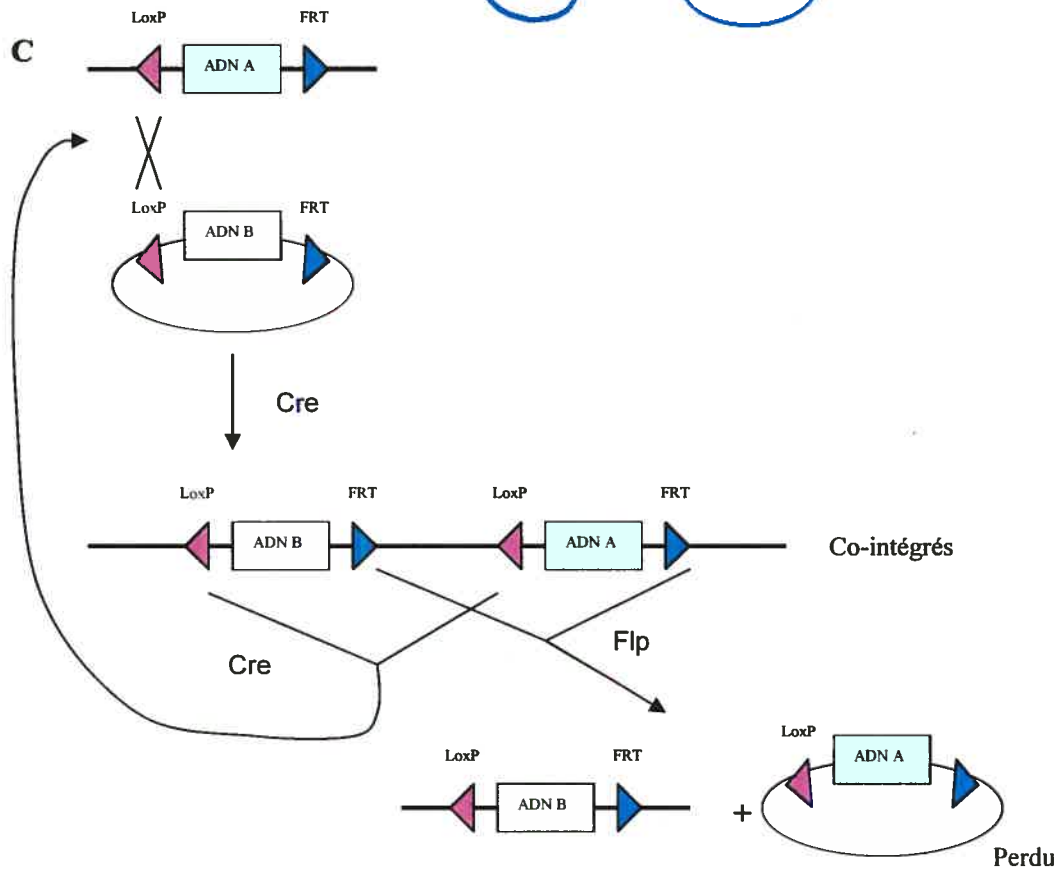 LoxP FRT
C
ADN A
LoxP FRT
ADN B
Cre
LoxP FRT LoxP FRT
ADN B ADN A Co-intégrés
Cre Flp
LoxP FRT LoxP
ADN B + ADN A
Perdu